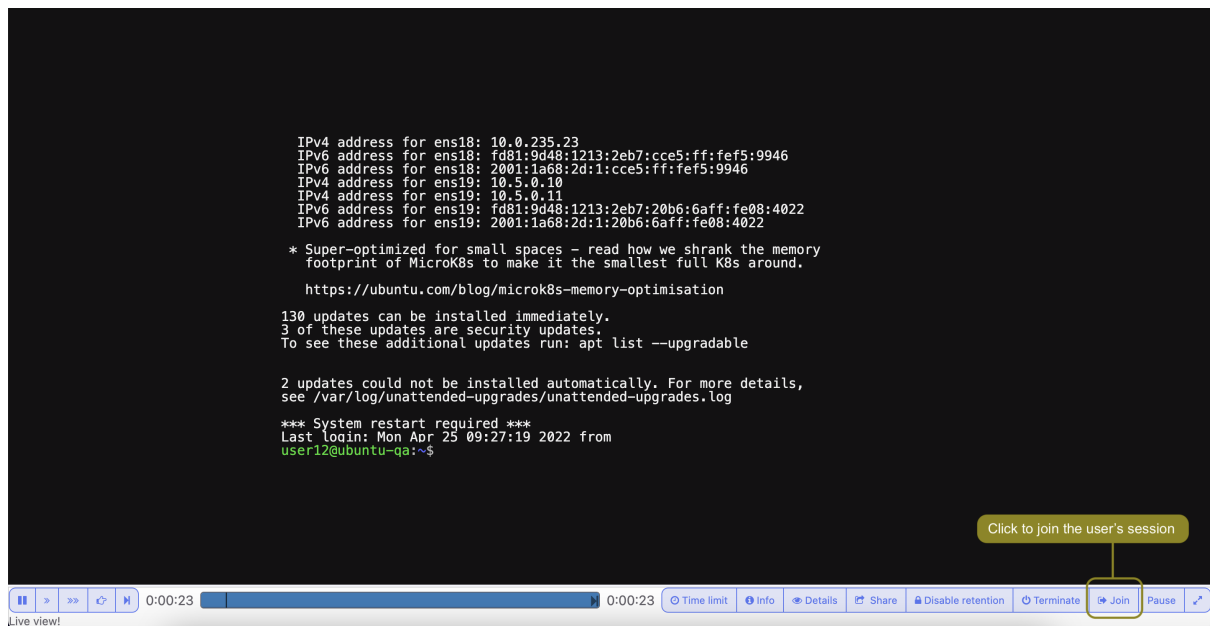 IPv4 address for ens18: 10.0.235.23
IPv6 address for ens18: fd81:9d48:1213:2eb7:cce5:ff:fef5:9946
IPv6 address for ens18: 2001:1a68:2d:1:cce5:ff:fef5:9946
IPv4 address for ens19: 10.5.0.10
IPv4 address for ens19: 10.5.0.11
IPv6 address for ens19: fd81:9d48:1213:2eb7:20b6:6aff:fe08:4022
IPv6 address for ens19: 2001:1a68:2d:1:20b6:6aff:fe08:4022
* Super-optimized for small spaces - read how we shrank the memory
footprint of MicroK8s to make it the smallest full K8s around.
https://ubuntu.com/blog/microk8s-memory-optimisation
130 updates can be installed immediately.
3 of these updates are security updates.
To see these additional updates run: apt list --upgradable
2 updates could not be installed automatically. For more details,
see /var/log/unattended-upgrades/unattended-upgrades.log
*** System restart required ***
Last login: Mon Apr 25 09:27:19 2022 from
user12@ubuntu-qa:~$
Click to join the user's session
0:00:23 0:00:23 Time limit Info Details Share Disable retention Terminate Join Pause
Live view!